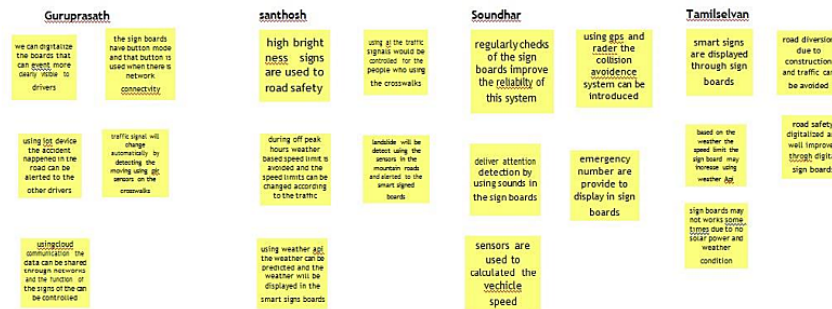 Guruprasath
we can digitalize
the boards that
can event more
clearly visible to
drivers
the sign boards
have button mode
and that button is
used when there is
network
connectvity
using iot device
the accident
happened in the
road can be
alerted to the
other drivers
traffic signal will
change
automatically by
detecting the
moving using pir
sensors on the
crosswalks
usingcloud
communication the
data can be shared
through networks
and the function of
the signs of the can
be controlled
santhosh
high bright
ness signs
are used to
road safety
using ai the traffic
signals would be
controlled for the
people who using
the crosswalks
during off peak
hours weather
based speed limit is
avoided and the
speed limits can be
changed according
to the traffic
landslide will be
detect using the
sensors in the
mountain roads
and alerted to the
smart signed
boards
using weather api
the weather can be
predicted and the
weather will be
displayed in the
smart signs boards
Soundhar
regularly checks
of the sign
boards improve
the reliabilty of
this system
using gps and
rader the
collision
avoidence
system can be
introduced
deliver attention
detection by
using sounds in
the sign boards
emergency
number are
provide to
display in sign
boards
sensors are
used to
calculated the
vechicle
speed
Tamilselvan
smart signs
are displayed
through sign
boards
road diversion
due to
construction
and traffic can
be avoided
based on the
weather the
speed limit the
sign board may
increase using
weather Api
road safety
digitalized as
well improve
throgh digita
sign boards
sign boards may
not works some
times due to no
solar power and
weather
condition